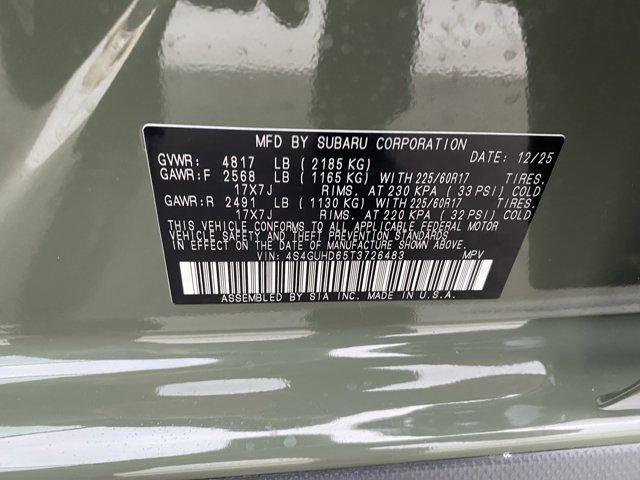 MFD BY SUBARU CORPORATION
GVWR: 4817 LB (2185 KG) DATE: 12/25
GAWR:F 2568 LB (1165 KG) WITH 225/60R17 TIRES.
17X7J RIMS. AT 230 KPA (33 PSI) COLD
GAWR:R 2491 LB (1130 KG) WITH 225/60R17 TIRES.
17X7J RIMS. AT 220 KPA (32 PSI) COLD
THIS VEHICLE CONFORMS TO ALL APPLICABLE FEDERAL MOTOR
VEHICLE SAFETY AND THEFT PREVENTION STANDARDS
IN EFFECT ON THE DATE OF MANUFACTURE SHOWN ABOVE.
VIN: 4S4GUHD65T3726483 MPV
ASSEMBLED BY SIA INC. MADE IN U.S.A.